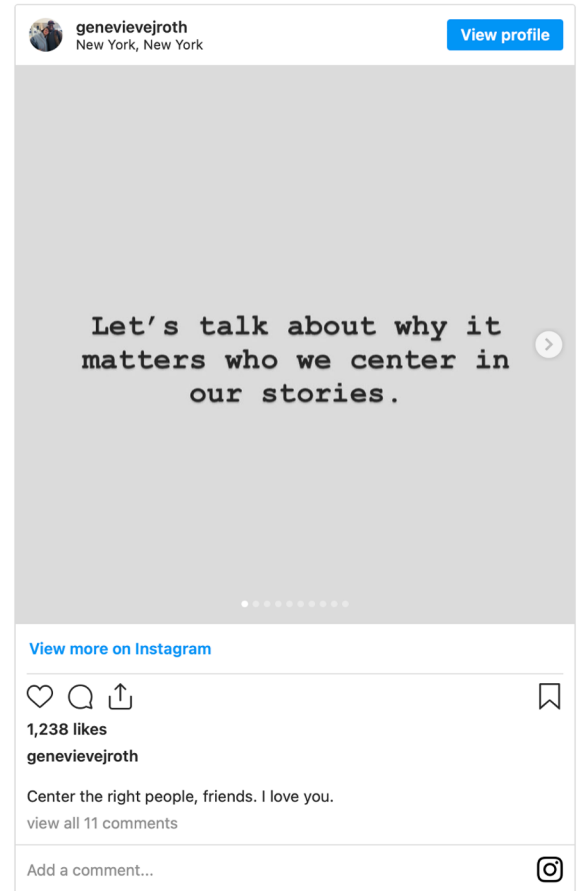 genevievejroth
New York, New York
View profile
Let's talk about why it
matters who we center in
our stories.
View more on Instagram
1,238 likes
genevievejroth
Center the right people, friends. I love you.
view all 11 comments
Add a comment...